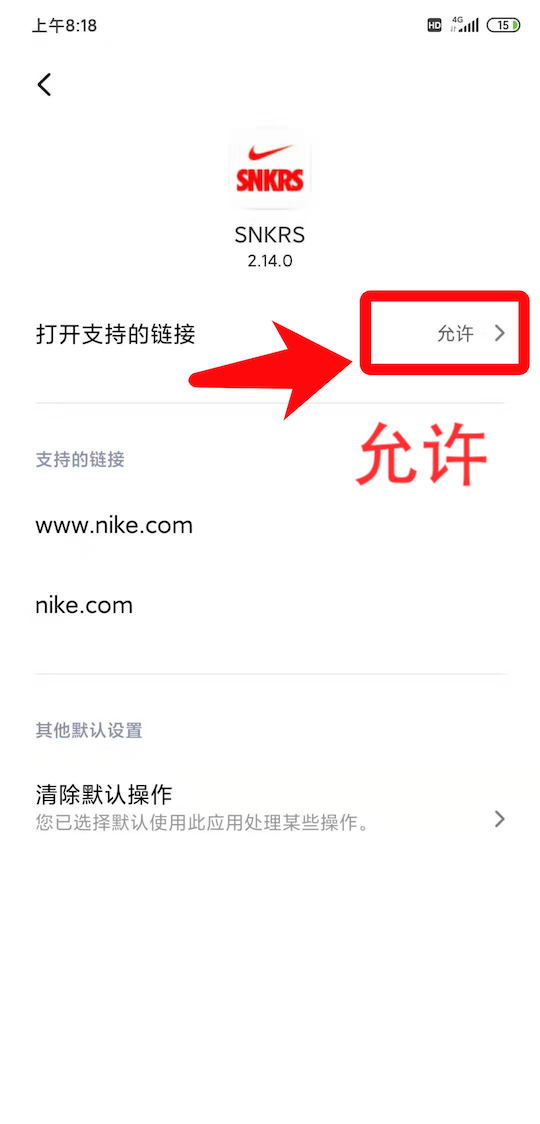 上午8:18
HD 4G 15
SNKRS
SNKRS
2.14.0
打开支持的链接 允许
允许
支持的链接
www.nike.com
nike.com
其他默认设置
清除默认操作
您已选择默认使用此应用处理某些操作。